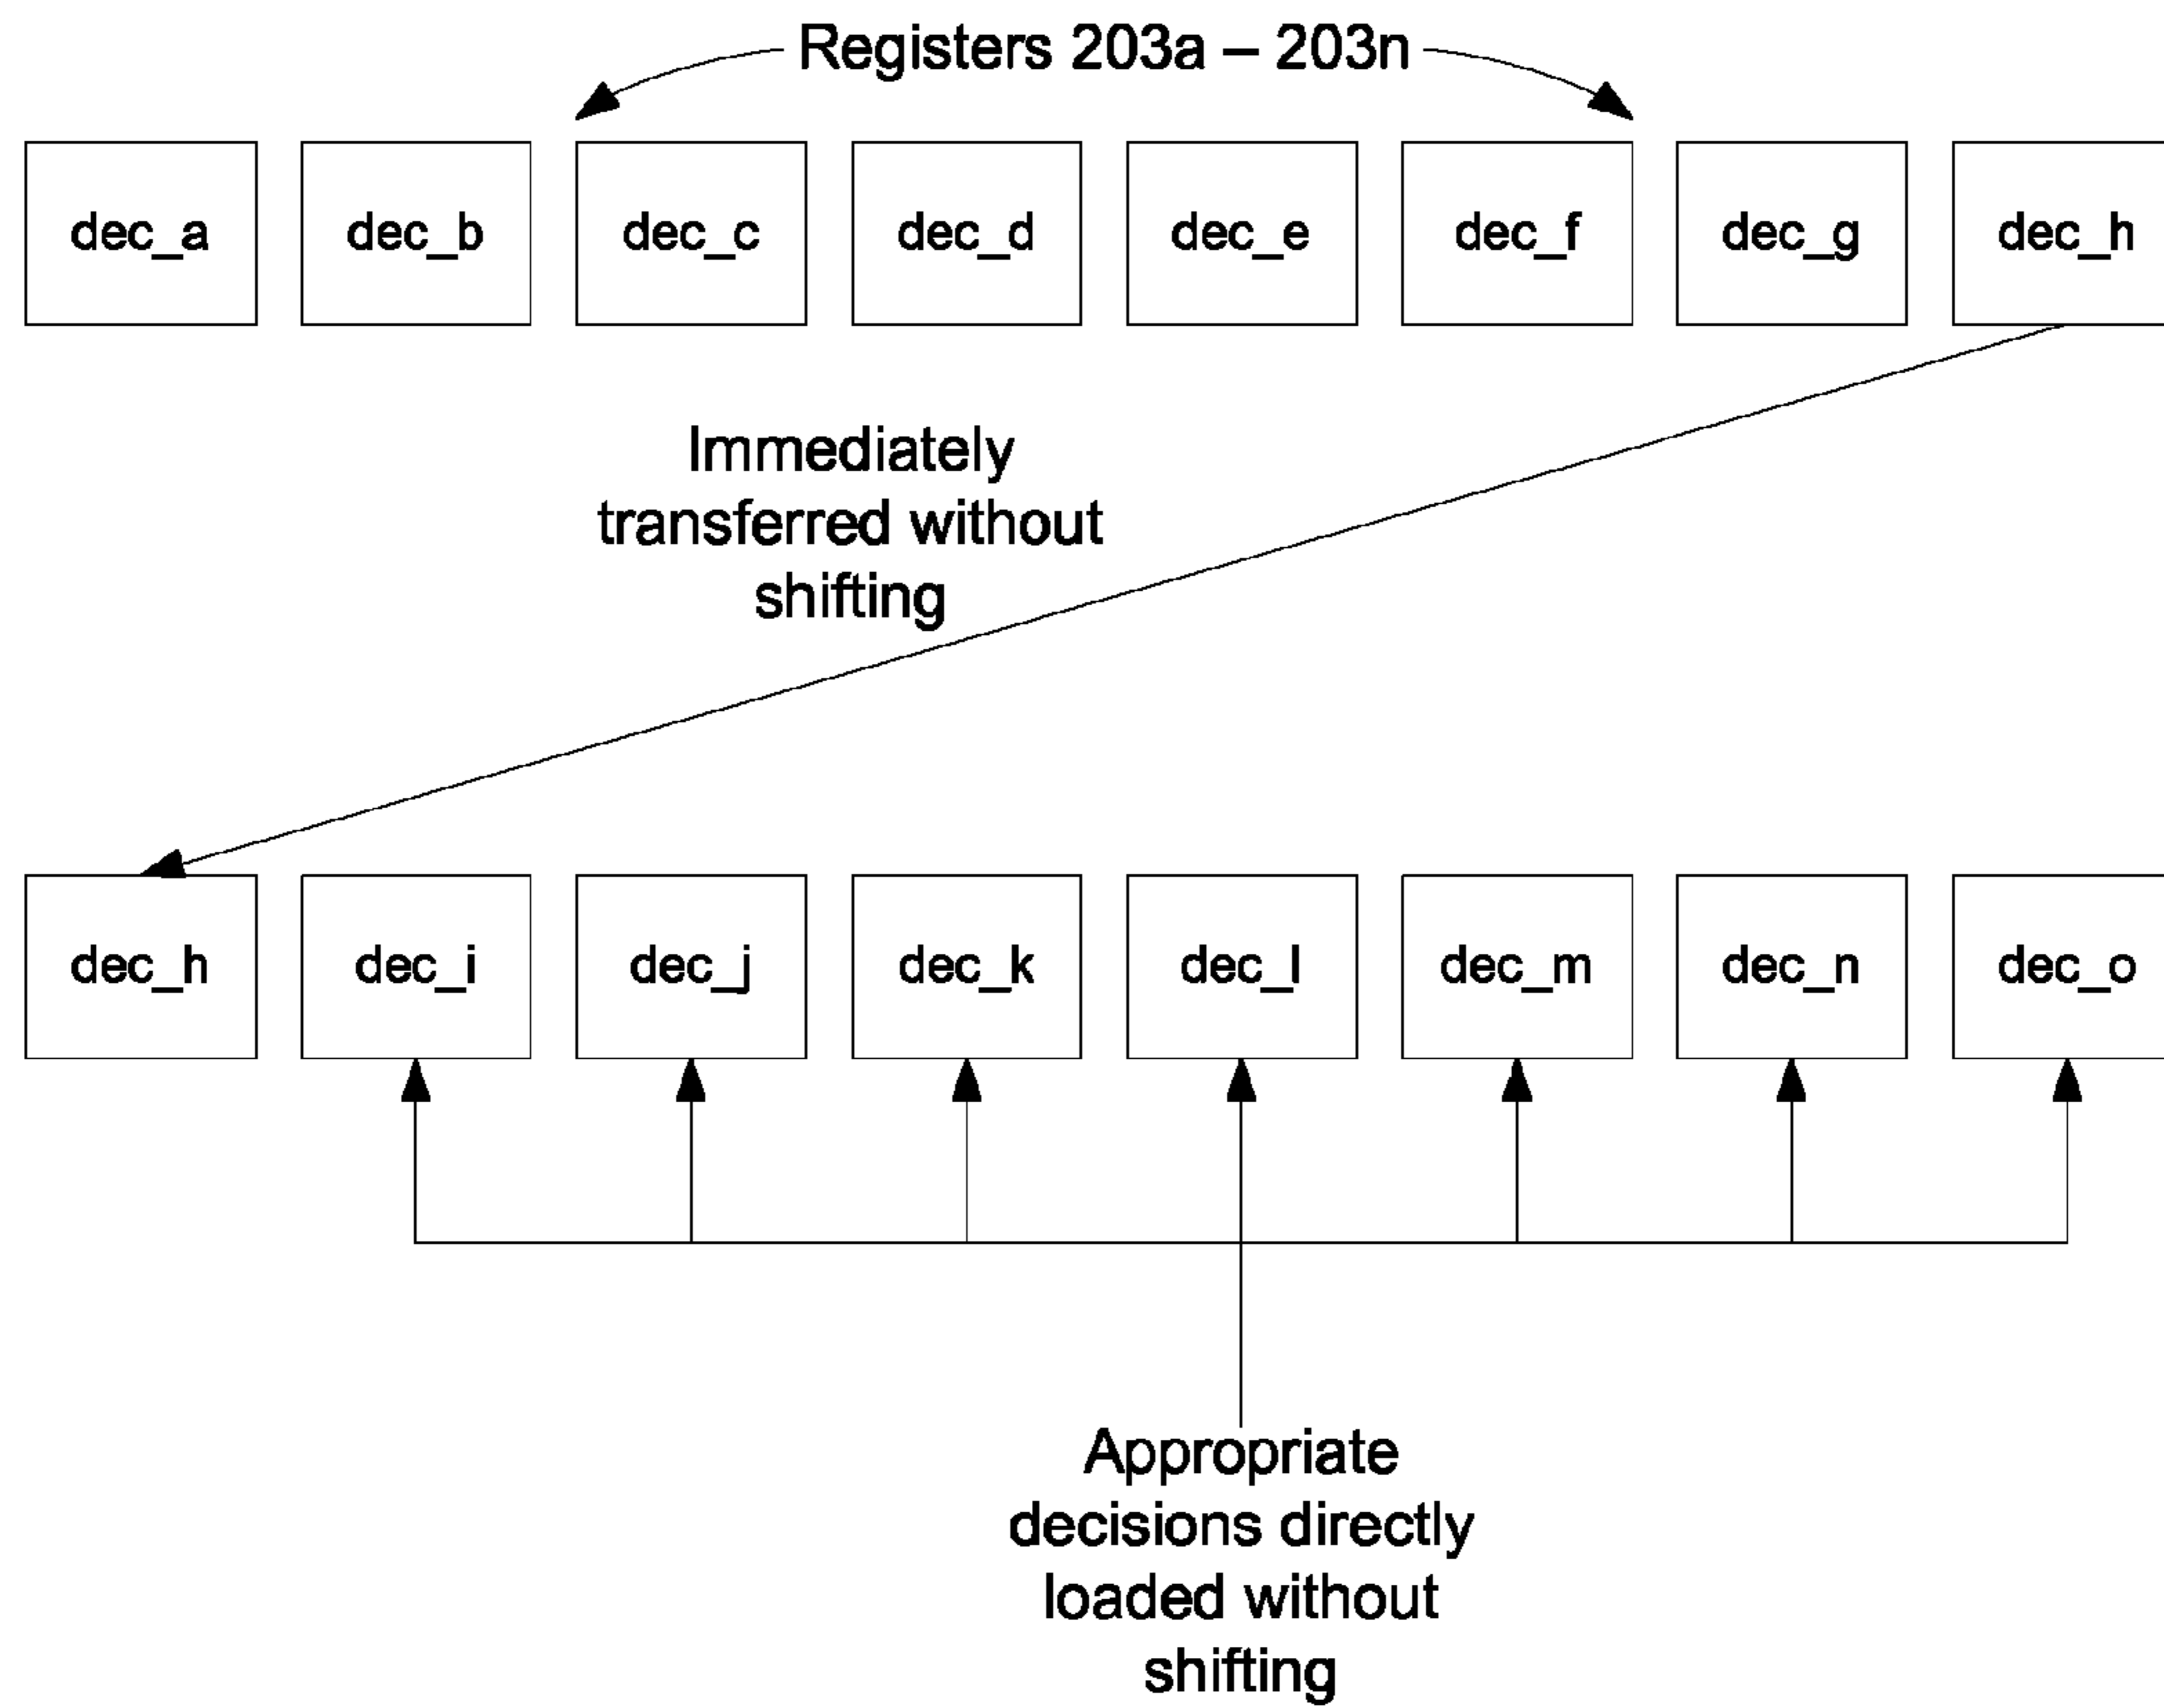 Registers 203a – 203n
dec_a dec_b dec_c dec_d dec_e dec_f dec_g dec_h
Immediately
transferred without
shifting
dec_h dec_i dec_j dec_k dec_l dec_m dec_n dec_o
Appropriate
decisions directly
loaded without
shifting